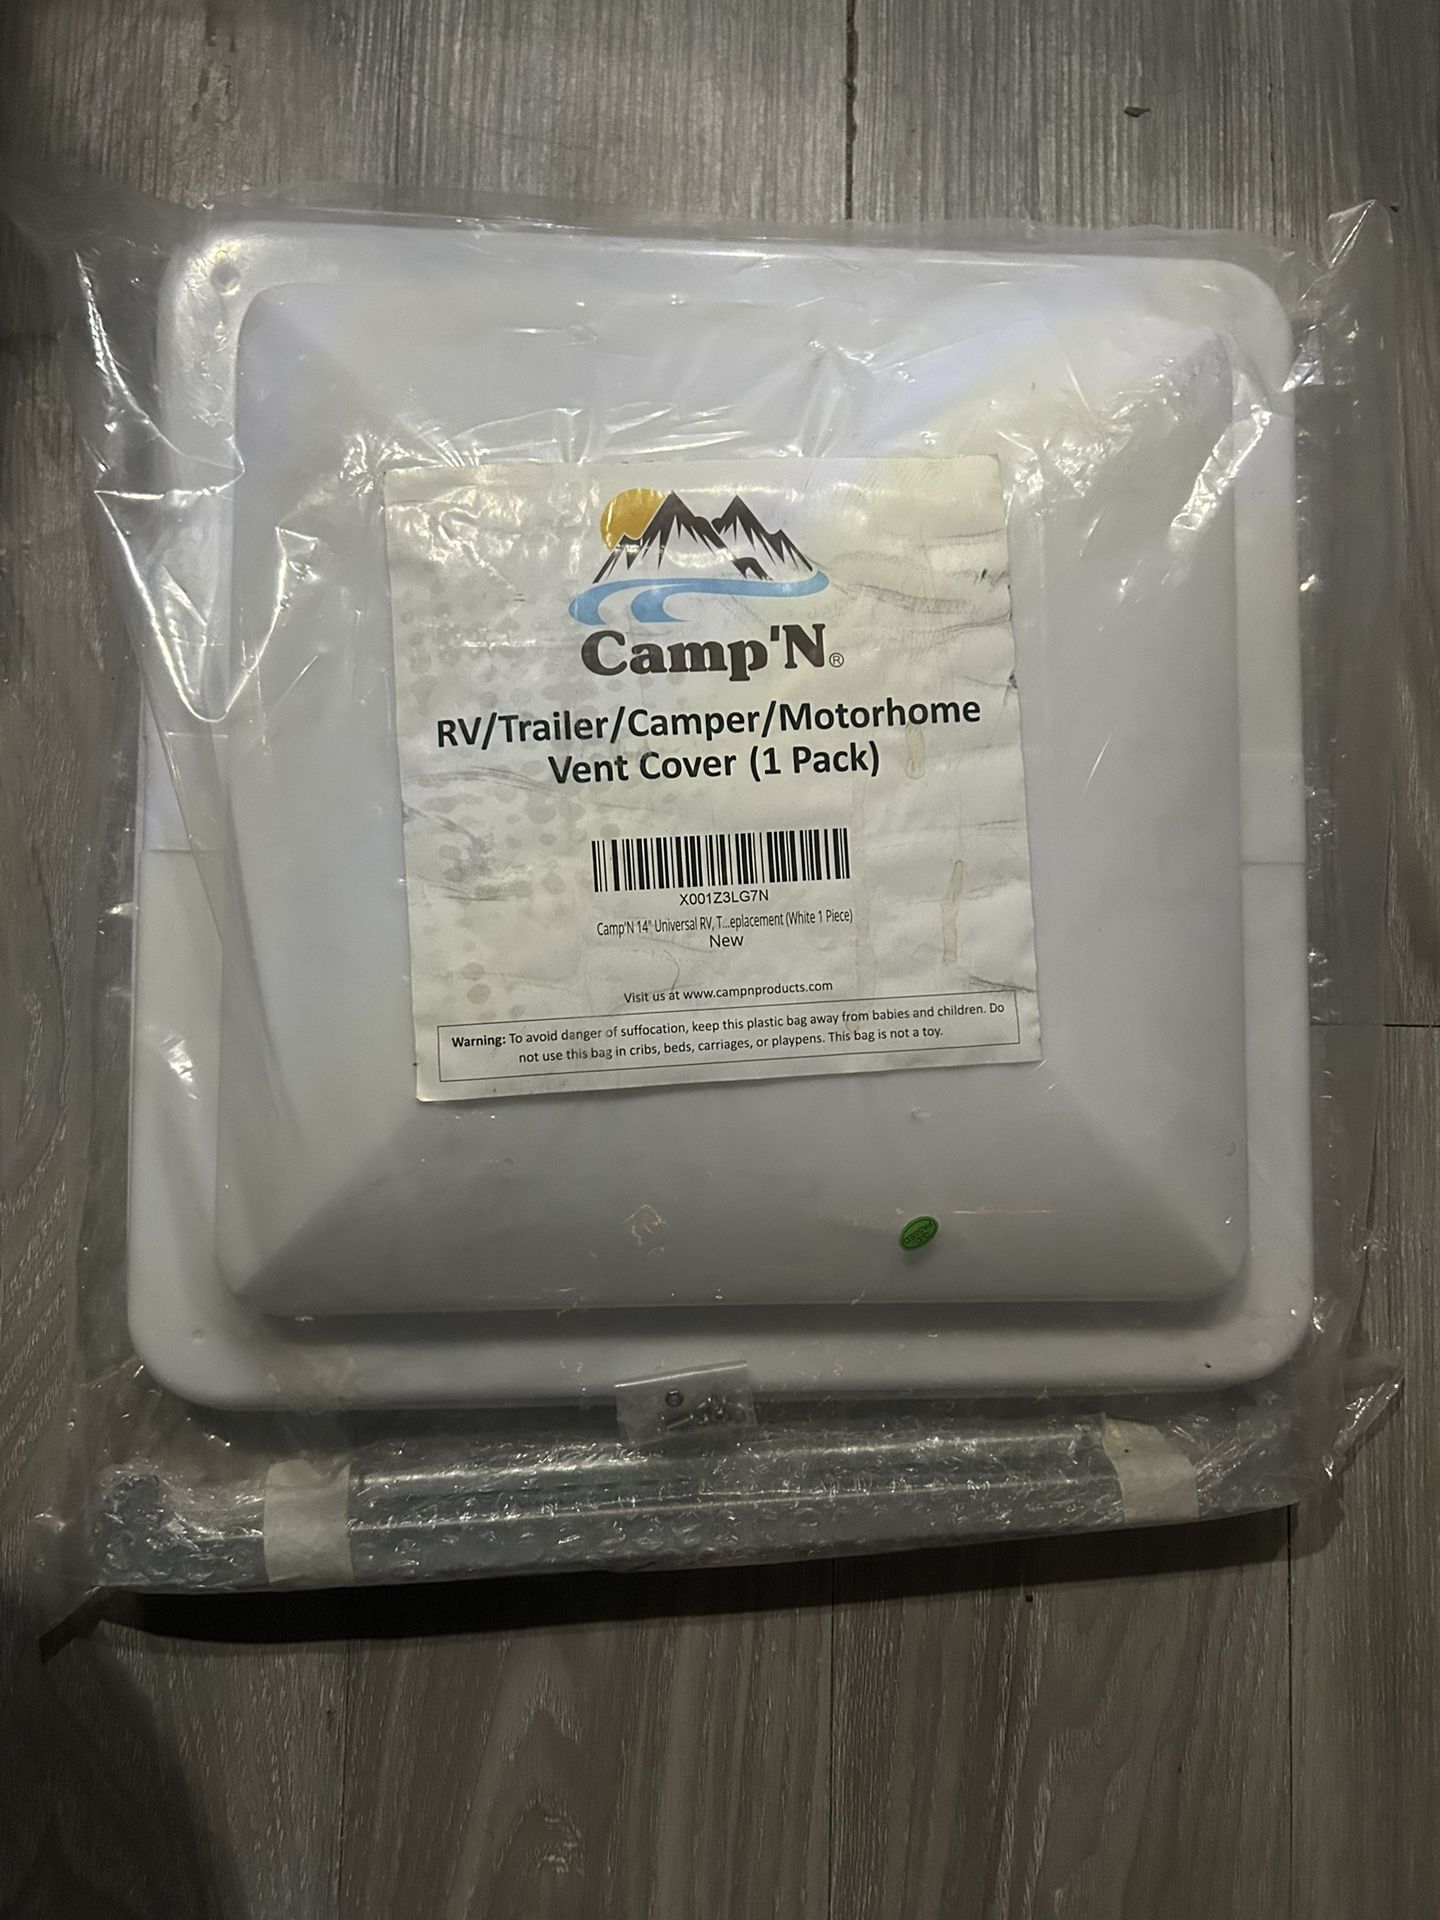 Camp'N®
RV/Trailer/Camper/Motorhome
Vent Cover (1 Pack)
X001Z3LG7N
Camp'N 14" Universal RV, T...eplacement (White 1 Piece)
New
Visit us at www.campnproducts.com
Warning: To avoid danger of suffocation, keep this plastic bag away from babies and children. Do
not use this bag in cribs, beds, carriages, or playpens. This bag is not a toy.
Q.C
PASSED